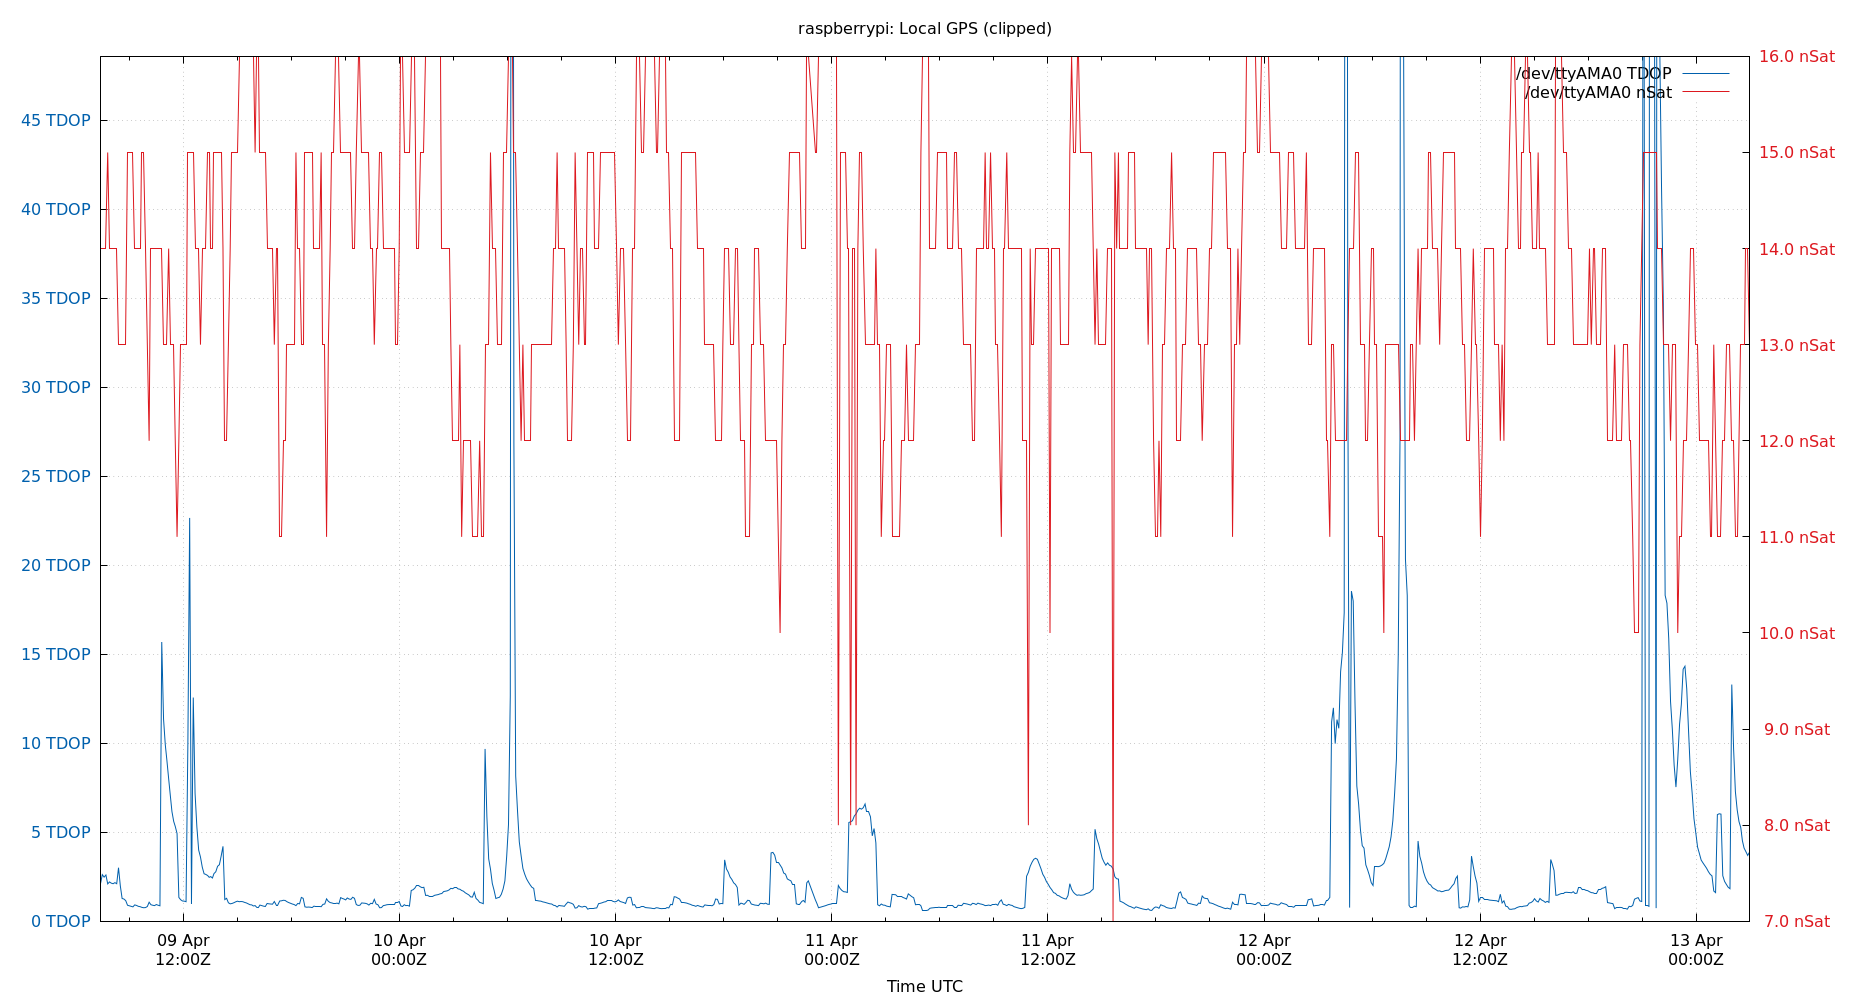 raspberrypi: Local GPS (clipped)
/dev/ttyAMA0 TDOP
/dev/ttyAMA0 nSat
45 TDOP
40 TDOP
35 TDOP
30 TDOP
25 TDOP
20 TDOP
15 TDOP
10 TDOP
5 TDOP
0 TDOP
16.0 nSat
15.0 nSat
14.0 nSat
13.0 nSat
12.0 nSat
11.0 nSat
10.0 nSat
9.0 nSat
8.0 nSat
7.0 nSat
09 Apr
12:00Z
10 Apr
00:00Z
10 Apr
12:00Z
11 Apr
00:00Z
11 Apr
12:00Z
12 Apr
00:00Z
12 Apr
12:00Z
13 Apr
00:00Z
Time UTC